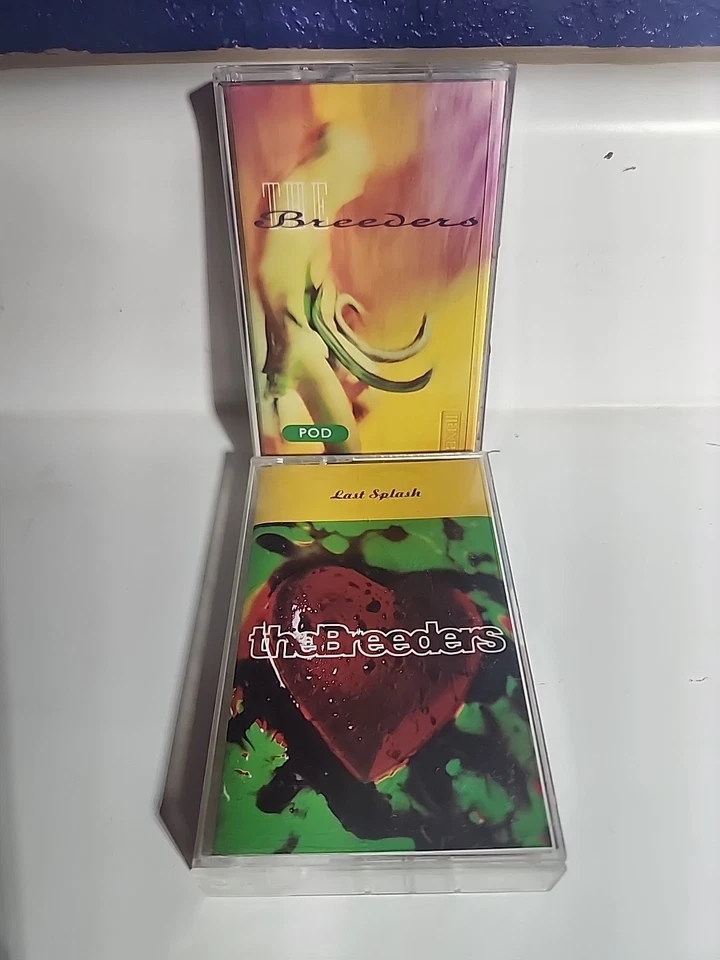 THE
Breeders
POD
Last Splash
theBreeders